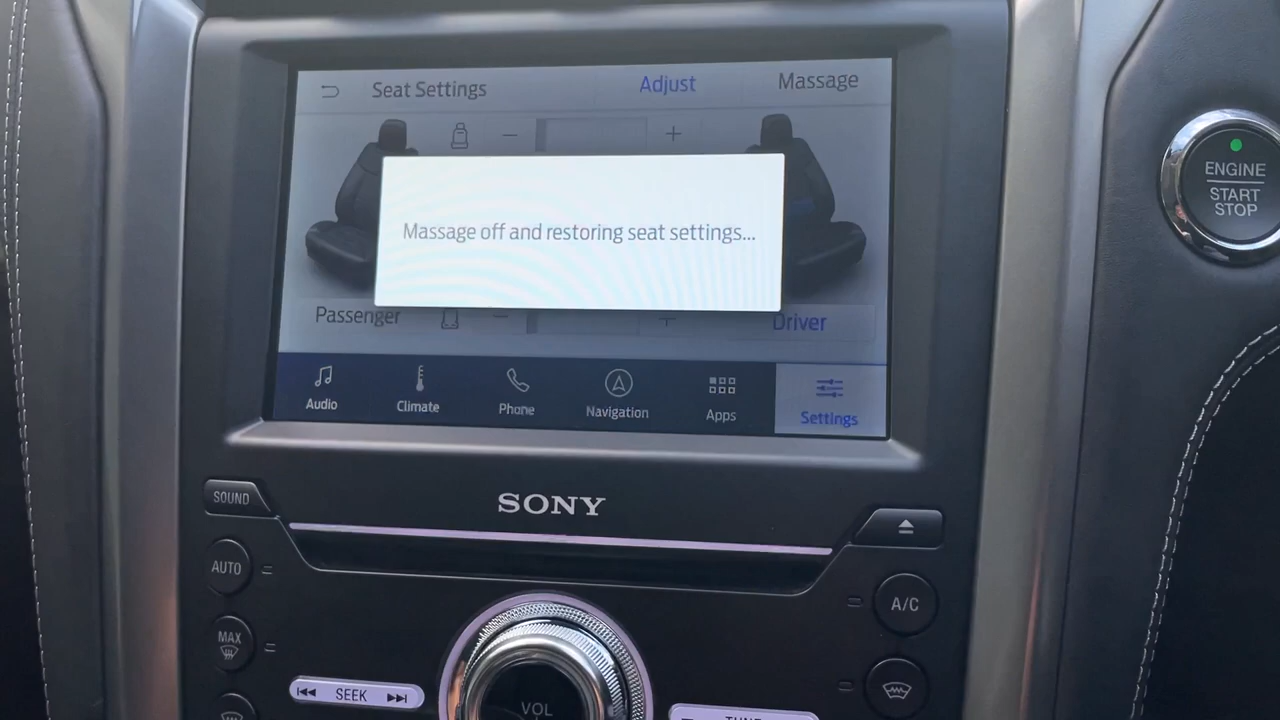 Seat Settings
Adjust
Massage
Massage off and restoring seat settings...
Passenger
Driver
Audio
Climate
Phone
Navigation
Apps
Settings
ENGINE
START
STOP
SOUND
SONY
AUTO
A/C
MAX
SEEK
VOL
TUNE